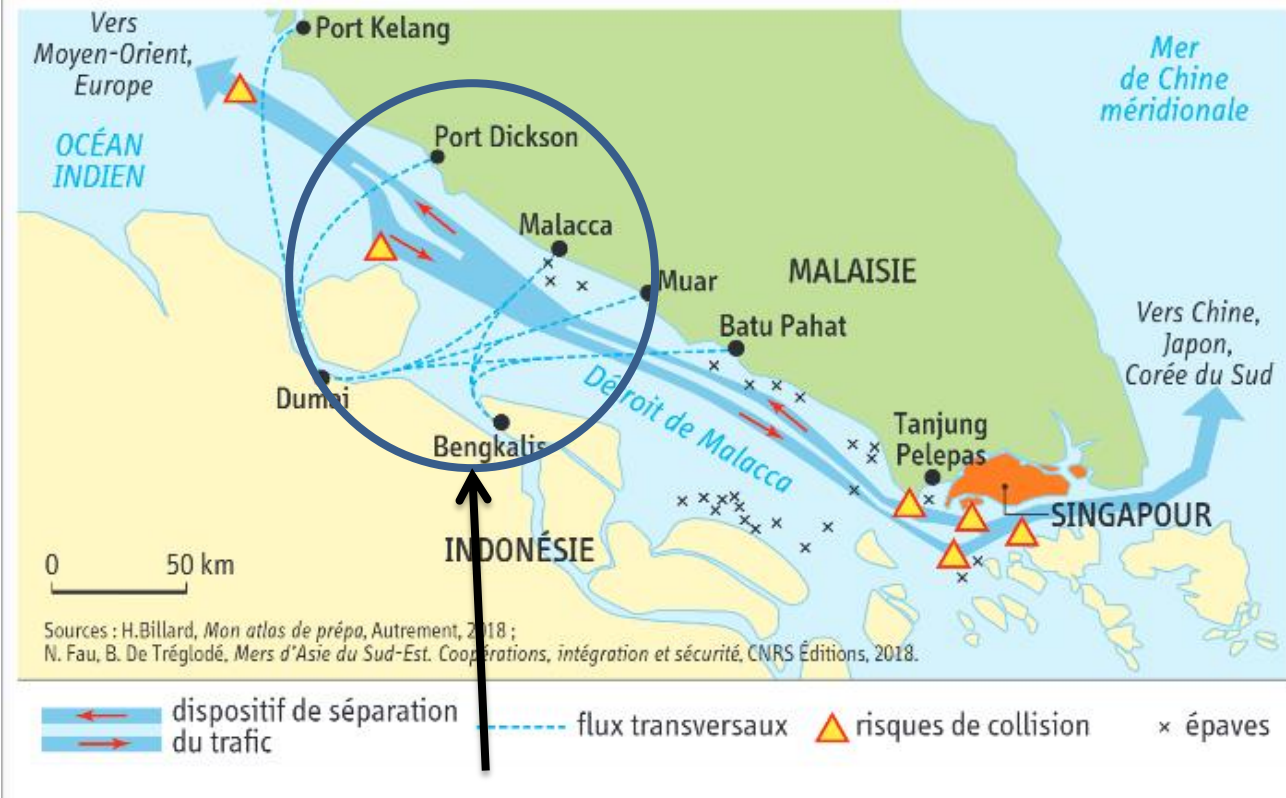 Vers
Moyen-Orient,
Europe
Port Kelang
Mer
de Chine
méridionale
OCÉAN
INDIEN
Port Dickson
Malacca
Muar
MALAISIE
Batu Pahat
Vers Chine,
Japon,
Corée du Sud
Dumai
Détroit de Malacca
Bengkalis
Tanjung
Pelepas
SINGAPOUR
INDONÉSIE
0 50 km
Sources : H.Billard, Mon atlas de prépa, Autrement, 2018 ;
N. Fau, B. De Tréglodé, Mers d'Asie du Sud-Est. Coopérations, intégration et sécurité, CNRS Éditions, 2018.
dispositif de séparation
du trafic
flux transversaux
risques de collision
épaves